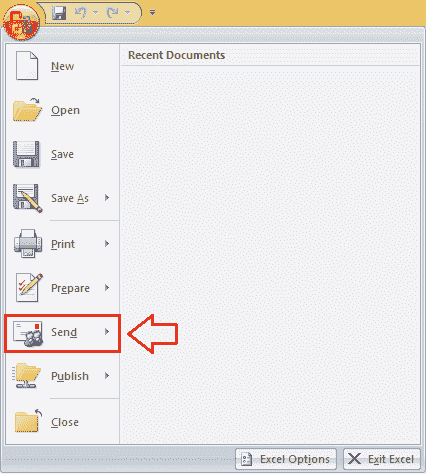 Recent Documents
New
Open
Save
Save As
Print
Prepare
Send
Publish
Close
Excel Options
Exit Excel